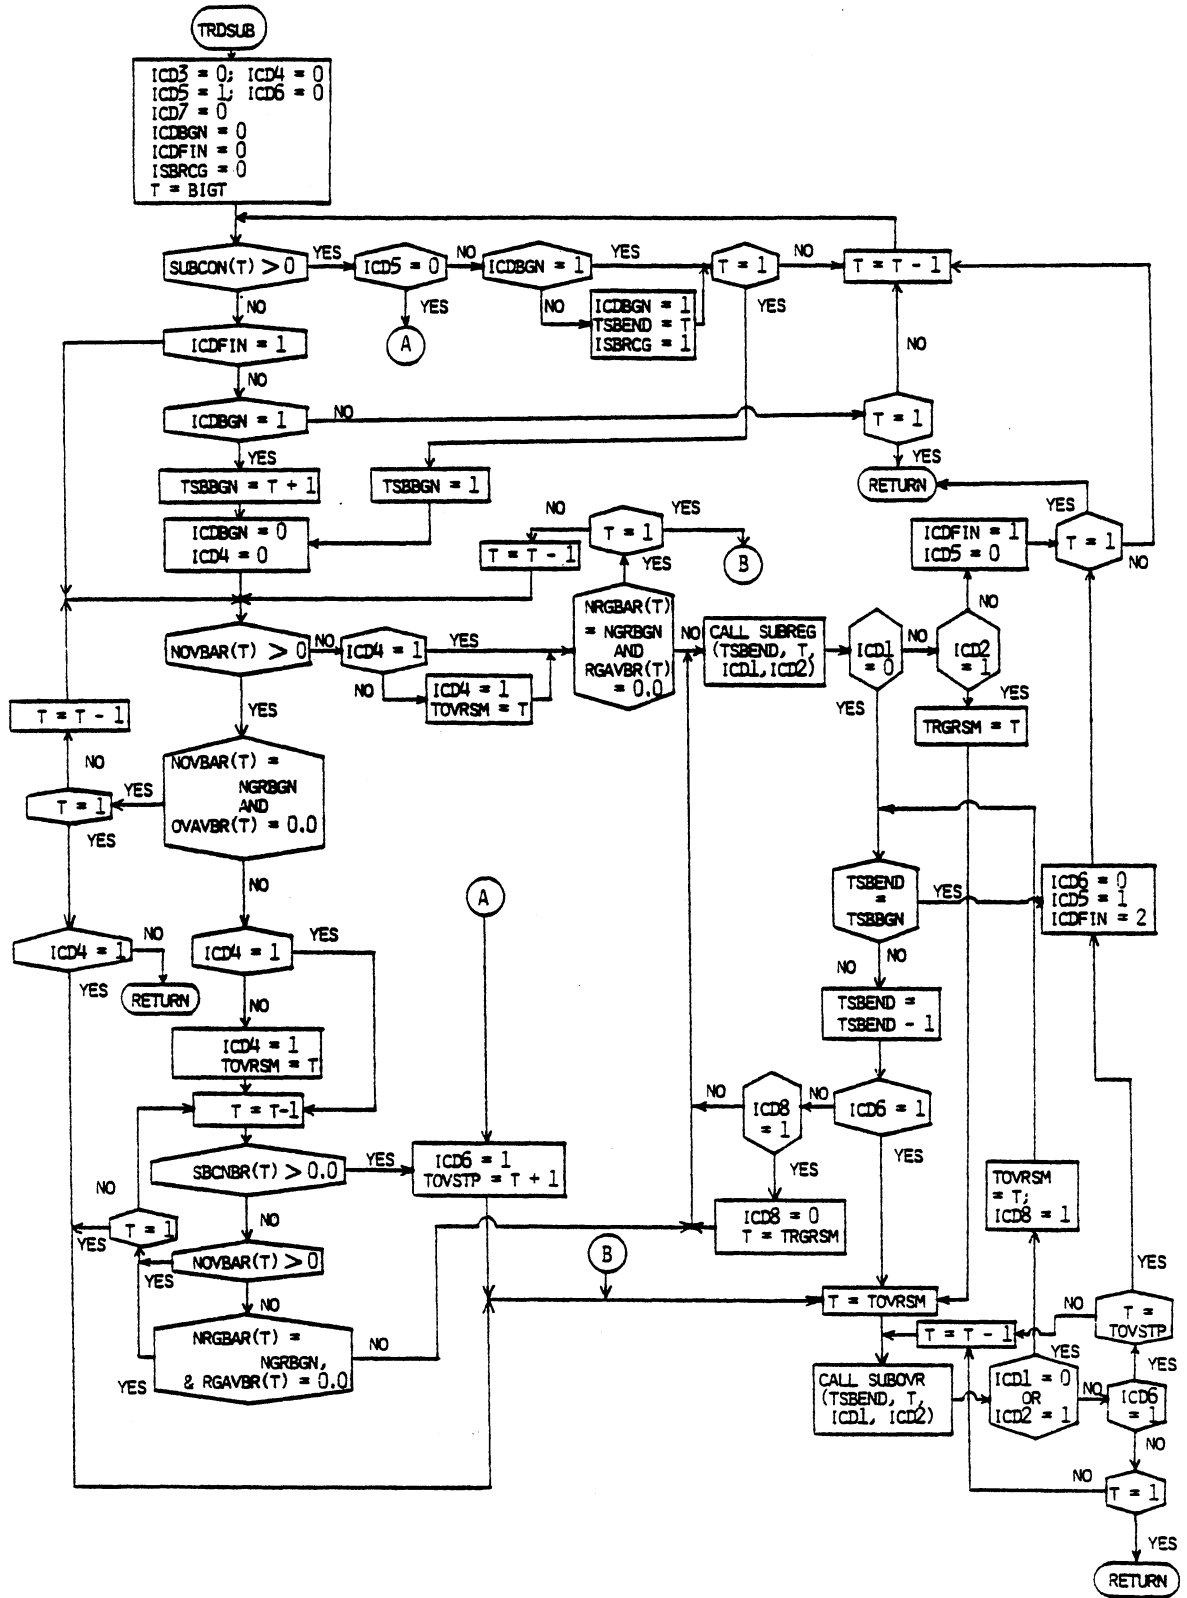 TRDSUB
ICD3 = 0; ICD4 = 0
ICD5 = 1; ICD6 = 0
ICD7 = 0
ICDBGN = 0
ICDFIN = 0
ISBRCG = 0
T = BIGT
SUBCON(T) > 0
YES
NO
ICD5 = 0
NO
YES
A
ICDBGN = 1
YES
NO
ICDBGN = 1
TSBEND = T
ISBRCG = 1
T = 1
NO
YES
T = T - 1
ICDFIN = 1
NO
NO
ICDBGN = 1
NO
YES
T = 1
YES
RETURN
TSBBGN = T + 1
TSBBGN = 1
ICDBGN = 0
ICD4 = 0
NO
T = 1
YES
T = T - 1
B
YES
ICDFIN = 1
ICD5 = 0
YES
T = 1
NO
NOVBAR(T) > 0
NO
YES
ICD4 = 1
YES
NO
ICD4 = 1
TOVRSM = T
NRGBAR(T)
= NGRBGN
AND
RGAVBR(T)
= 0.0
NO
CALL SUBREG
(TSBEND, T,
ICD1,ICD2)
ICD1
= 0
NO
YES
NO
ICD2
= 1
YES
TRGRSM = T
T = T - 1
NO
T = 1
YES
YES
NOVBAR(T) =
NGRBGN
AND
OVAVBR(T) = 0.0
NO
ICD4 = 1
NO
YES
RETURN
ICD4 = 1
YES
NO
ICD4 = 1
TOVRSM = T
A
TSBEND
=
TSBBGN
YES
NO
NO
ICD6 = 0
ICD5 = 1
ICDFIN = 2
TSBEND =
TSBEND - 1
T = T-1
NO
ICD8
= 1
NO
YES
ICD6 = 1
YES
SBCNBR(T) > 0.0
YES
NO
ICD6 = 1
TOVSTP = T + 1
NO
T = 1
YES
ICD8 = 0
T = TRGRSM
TOVRSM
= T;
ICD8 = 1
NOVBAR(T) > 0
YES
NO
B
T = TOVRSM
T = T - 1
NO
T =
TOVSTP
YES
NRGBAR(T) =
NGRBGN,
& RGAVBR(T) = 0.0
NO
YES
CALL SUBOVR
(TSBEND, T,
ICD1, ICD2)
ICD1 = 0
OR
ICD2 = 1
YES
NO
ICD6
= 1
YES
NO
NO
T = 1
YES
RETURN